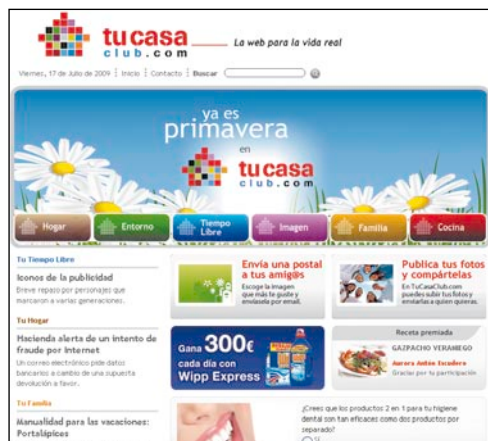 tucasa
club.com
La web para la vida real
Viernes, 17 de Julio de 2009 Inicio Contacto Buscar
ya es
primavera
en
tucasa
club.com
Hogar
Entorno
Tiempo
Libre
Imagen
Familia
Cocina
Tu Tiempo Libre
Iconos de la publicidad
Breve repaso por personajes que
marcaron a varias generaciones.
Tu Hogar
Hacienda alerta de un intento de
fraude por Internet
Un correo electrónico pide datos
bancarios a cambio de una supuesta
devolución a favor.
Tu Familia
Manualidad para las vacaciones:
Portalápices
Envía una postal
a tus amig@s
Escoge la imagen
que más te guste y
envíasela por email.
Publica tus fotos
y compártelas
En TuCasaClub.com
puedes subir tus fotos y
enviarlas a quien quieras.
Gana 300€
cada día con
Wipp Express
Receta premiada
GAZPACHO VERANIEGO
Aurora Antón Escudero
Gracias por tu participación
¿Crees que los productos 2 en 1 para tu higiene
dental son tan eficaces como dos productos por
separado?
Sí